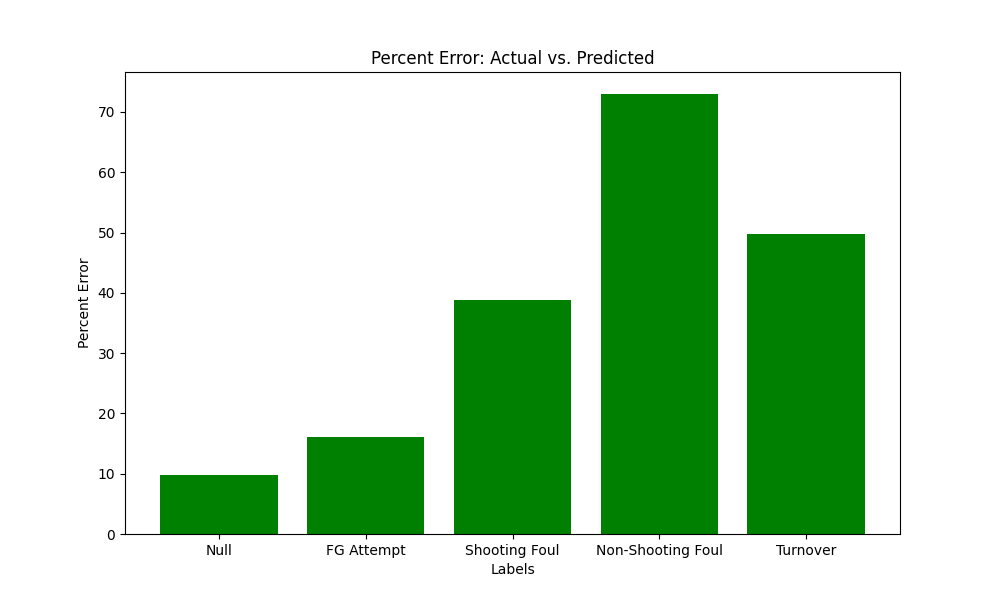 Percent Error: Actual vs. Predicted
Percent Error
70
60
50
40
30
20
10
0
Null FG Attempt Shooting Foul Non-Shooting Foul Turnover
Labels